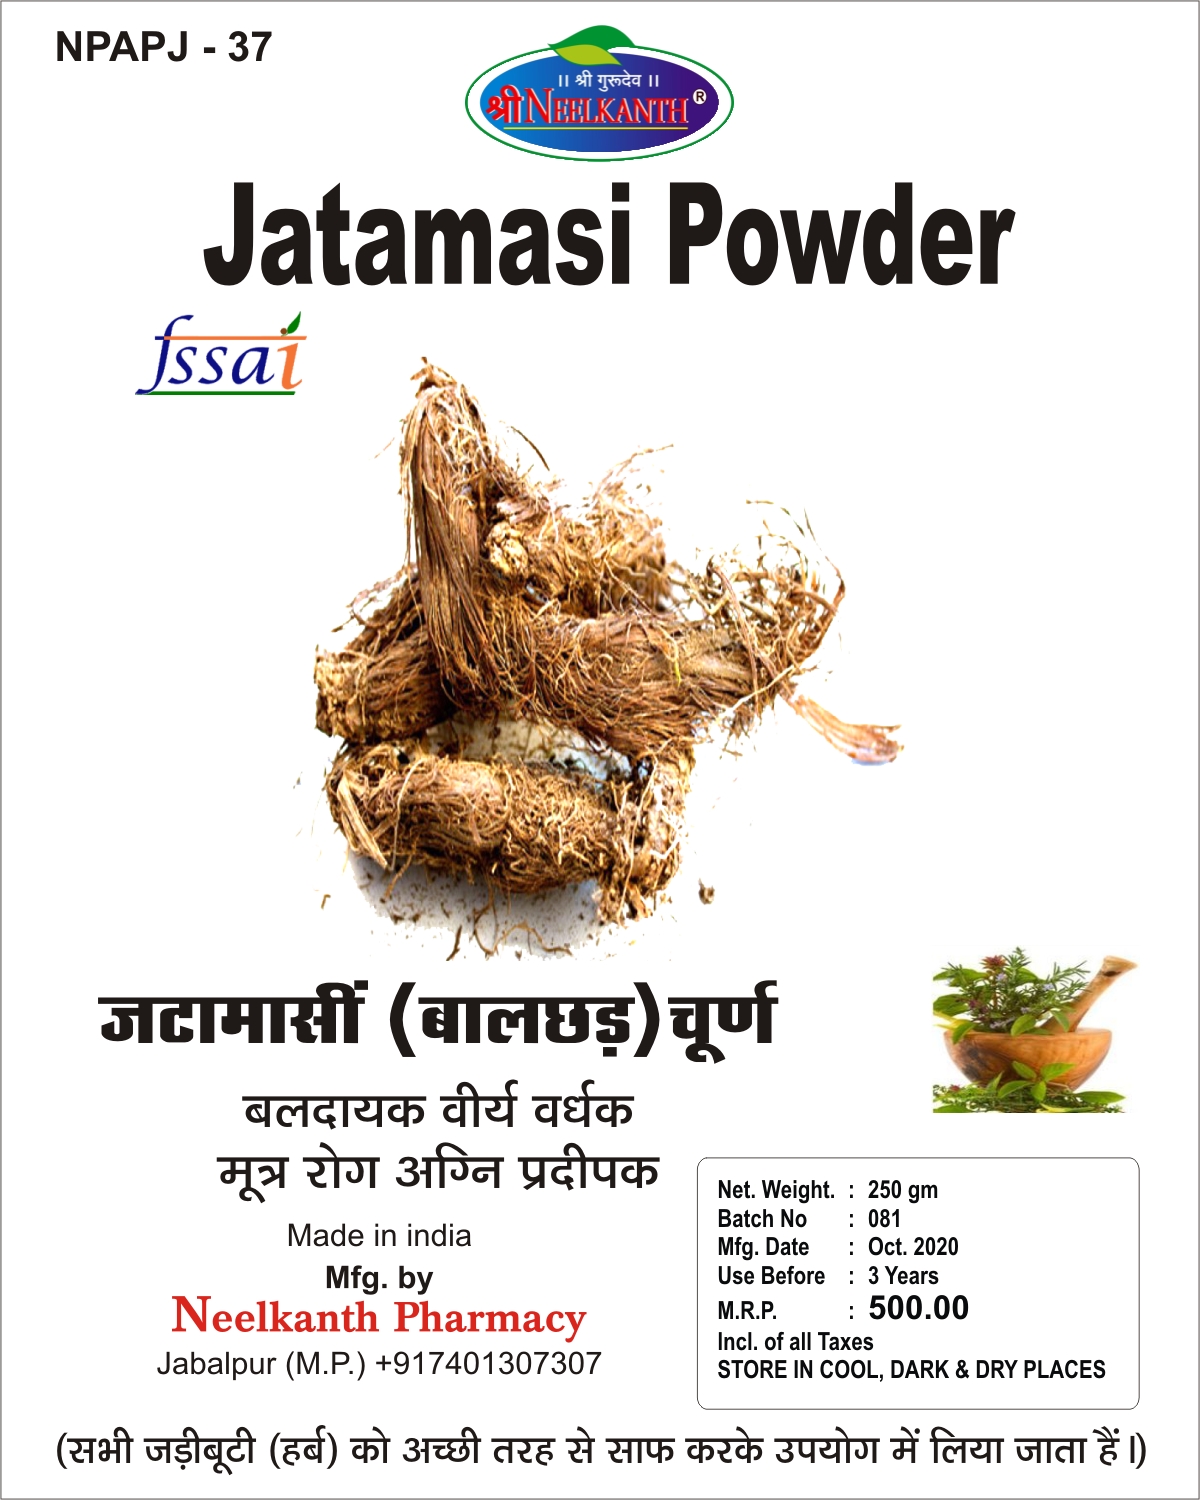 NPAPJ - 37
।। श्री गुरूदेव ।।
श्री NEELKANTH ®
Jatamasi Powder
fssai
जटामासीं (बालछड़) चूर्ण
बलदायक वीर्य वर्धक
मूत्र रोग अग्नि प्रदीपक
Made in india
Mfg. by
Neelkanth Pharmacy
Jabalpur (M.P.) +917401307307
Net. Weight. : 250 gm
Batch No : 081
Mfg. Date : Oct. 2020
Use Before : 3 Years
M.R.P. : 500.00
Incl. of all Taxes
STORE IN COOL, DARK & DRY PLACES
(सभी जड़ीबूटी (हर्ब) को अच्छी तरह से साफ करके उपयोग में लिया जाता हैं।)